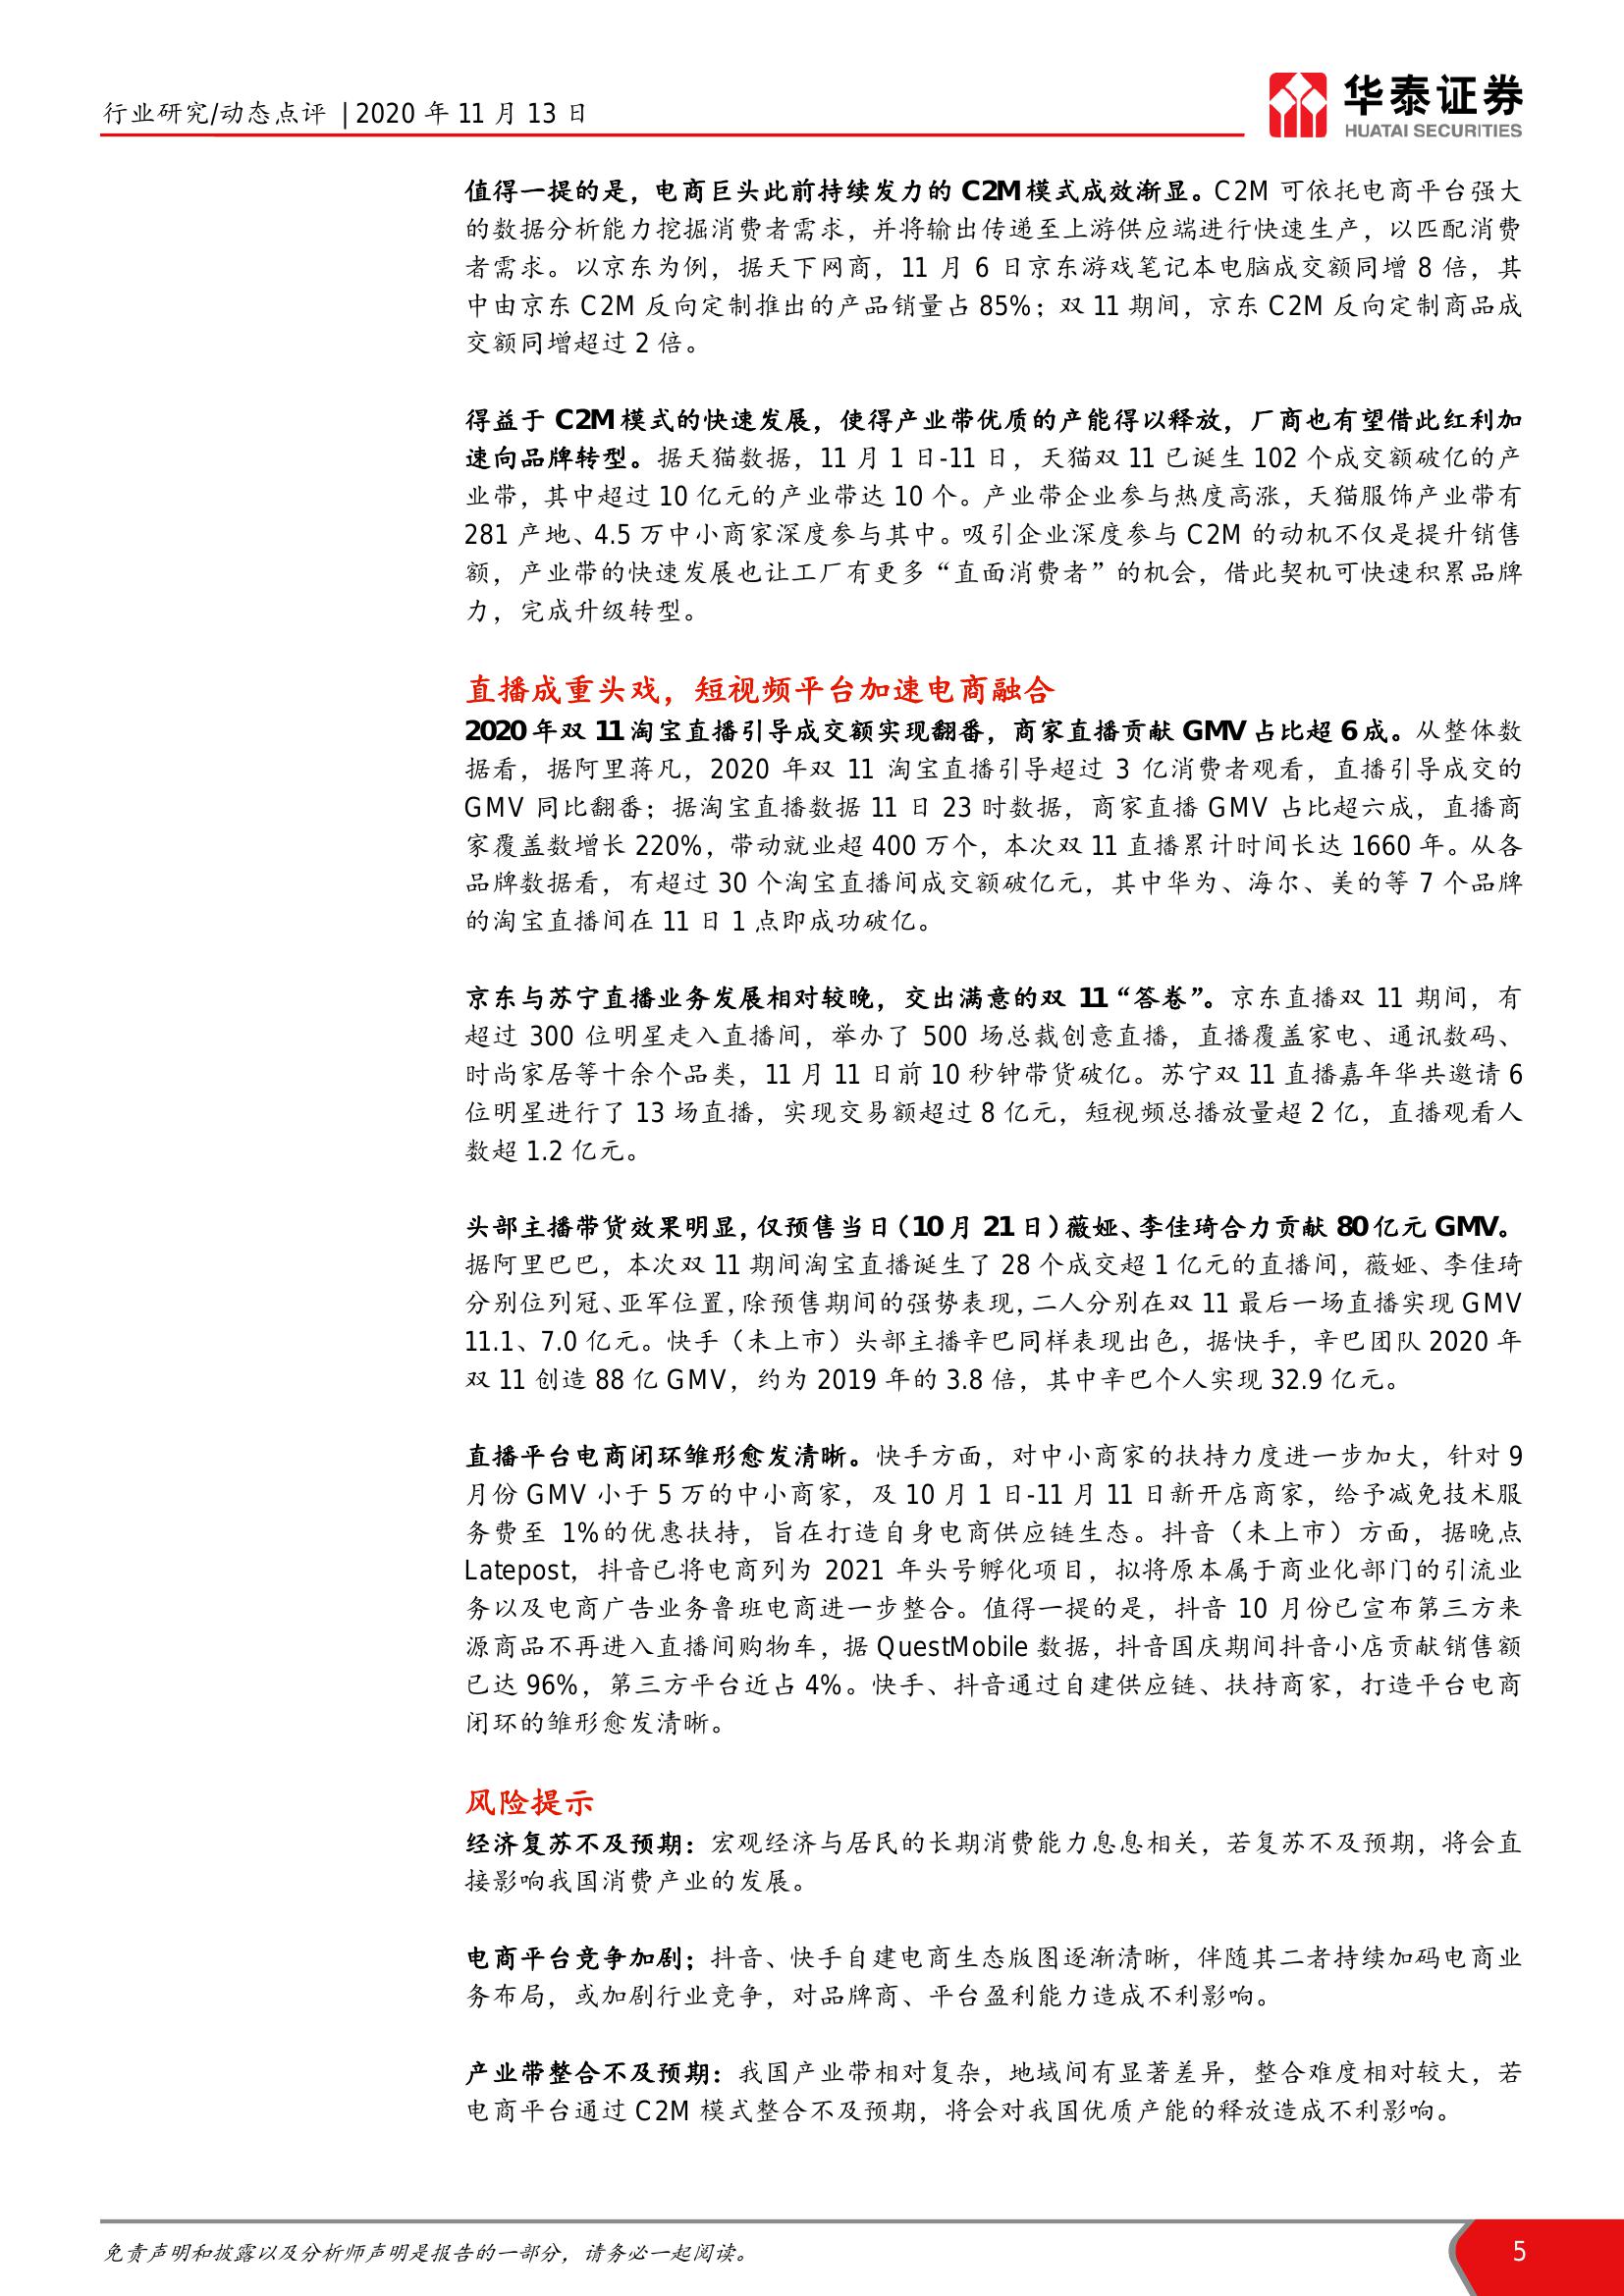 行业研究/动态点评 | 2020 年 11 月 13 日
华泰证券
HUATAI SECURITIES
值得一提的是，电商巨头此前持续发力的 C2M 模式成效渐显。C2M 可依托电商平台强大
的数据分析能力挖掘消费者需求，并将输出传递至上游供应端进行快速生产，以匹配消费
者需求。以京东为例，据天下网商，11 月 6 日京东游戏笔记本电脑成交额同增 8 倍，其
中由京东 C2M 反向定制推出的产品销量占 85%；双 11 期间，京东 C2M 反向定制商品成
交额同增超过 2 倍。
得益于 C2M 模式的快速发展，使得产业带优质的产能得以释放，厂商也有望借此红利加
速向品牌转型。据天猫数据，11 月 1 日-11 日，天猫双 11 已诞生 102 个成交额破亿的产
业带，其中超过 10 亿元的产业带达 10 个。产业带企业参与热度高涨，天猫服饰产业带有
281 产地、4.5 万中小商家深度参与其中。吸引企业深度参与 C2M 的动机不仅是提升销售
额，产业带的快速发展也让工厂有更多“直面消费者”的机会，借此契机可快速积累品牌
力，完成升级转型。
直播成重头戏，短视频平台加速电商融合
2020 年双 11 淘宝直播引导成交额实现翻番，商家直播贡献 GMV 占比超 6 成。从整体数
据看，据阿里蒋凡，2020 年双 11 淘宝直播引导超过 3 亿消费者观看，直播引导成交的
GMV 同比翻番；据淘宝直播数据 11 日 23 时数据，商家直播 GMV 占比超六成，直播商
家覆盖数增长 220%，带动就业超 400 万个，本次双 11 直播累计时间长达 1660 年。从各
品牌数据看，有超过 30 个淘宝直播间成交额破亿元，其中华为、海尔、美的等 7 个品牌
的淘宝直播间在 11 日 1 点即成功破亿。
京东与苏宁直播业务发展相对较晚，交出满意的双 11“答卷”。京东直播双 11 期间，有
超过 300 位明星走入直播间，举办了 500 场总裁创意直播，直播覆盖家电、通讯数码、
时尚家居等十余个品类，11 月 11 日前 10 秒钟带货破亿。苏宁双 11 直播嘉年华共邀请 6
位明星进行了 13 场直播，实现交易额超过 8 亿元，短视频总播放量超 2 亿，直播观看人
数超 1.2 亿元。
头部主播带货效果明显，仅预售当日（10 月 21 日）薇娅、李佳琦合力贡献 80 亿元 GMV。
据阿里巴巴，本次双 11 期间淘宝直播诞生了 28 个成交超 1 亿元的直播间，薇娅、李佳琦
分别位列冠、亚军位置，除预售期间的强势表现，二人分别在双 11 最后一场直播实现 GMV
11.1、7.0 亿元。快手（未上市）头部主播辛巴同样表现出色，据快手，辛巴团队 2020 年
双 11 创造 88 亿 GMV，约为 2019 年的 3.8 倍，其中辛巴个人实现 32.9 亿元。
直播平台电商闭环雏形愈发清晰。快手方面，对中小商家的扶持力度进一步加大，针对 9
月份 GMV 小于 5 万的中小商家，及 10 月 1 日-11 月 11 日新开店商家，给予减免技术服
务费至 1%的优惠扶持，旨在打造自身电商供应链生态。抖音（未上市）方面，据晚点
Latepost，抖音已将电商列为 2021 年头号孵化项目，拟将原本属于商业化部门的引流业
务以及电商广告业务鲁班电商进一步整合。值得一提的是，抖音 10 月份已宣布第三方来
源商品不再进入直播间购物车，据 QuestMobile 数据，抖音国庆期间抖音小店贡献销售额
已达 96%，第三方平台近占 4%。快手、抖音通过自建供应链、扶持商家，打造平台电商
闭环的雏形愈发清晰。
风险提示
经济复苏不及预期：宏观经济与居民的长期消费能力息息相关，若复苏不及预期，将会直
接影响我国消费产业的发展。
电商平台竞争加剧；抖音、快手自建电商生态版图逐渐清晰，伴随其二者持续加码电商业
务布局，或加剧行业竞争，对品牌商、平台盈利能力造成不利影响。
产业带整合不及预期：我国产业带相对复杂，地域间有显著差异，整合难度相对较大，若
电商平台通过 C2M 模式整合不及预期，将会对我国优质产能的释放造成不利影响。
免责声明和披露以及分析师声明是报告的一部分，请务必一起阅读。
5